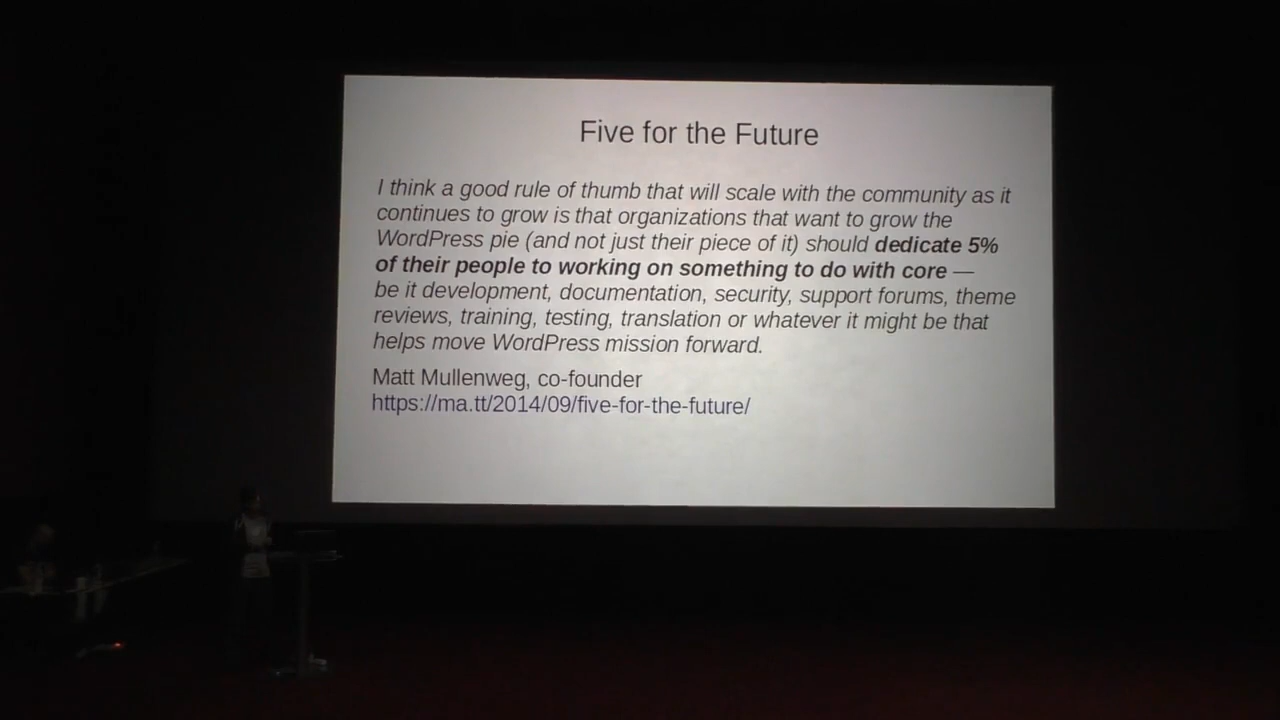 Five for the Future
I think a good rule of thumb that will scale with the community as it
continues to grow is that organizations that want to grow the
WordPress pie (and not just their piece of it) should dedicate 5%
of their people to working on something to do with core —
be it development, documentation, security, support forums, theme
reviews, training, testing, translation or whatever it might be that
helps move WordPress mission forward.
Matt Mullenweg, co-founder
https://ma.tt/2014/09/five-for-the-future/